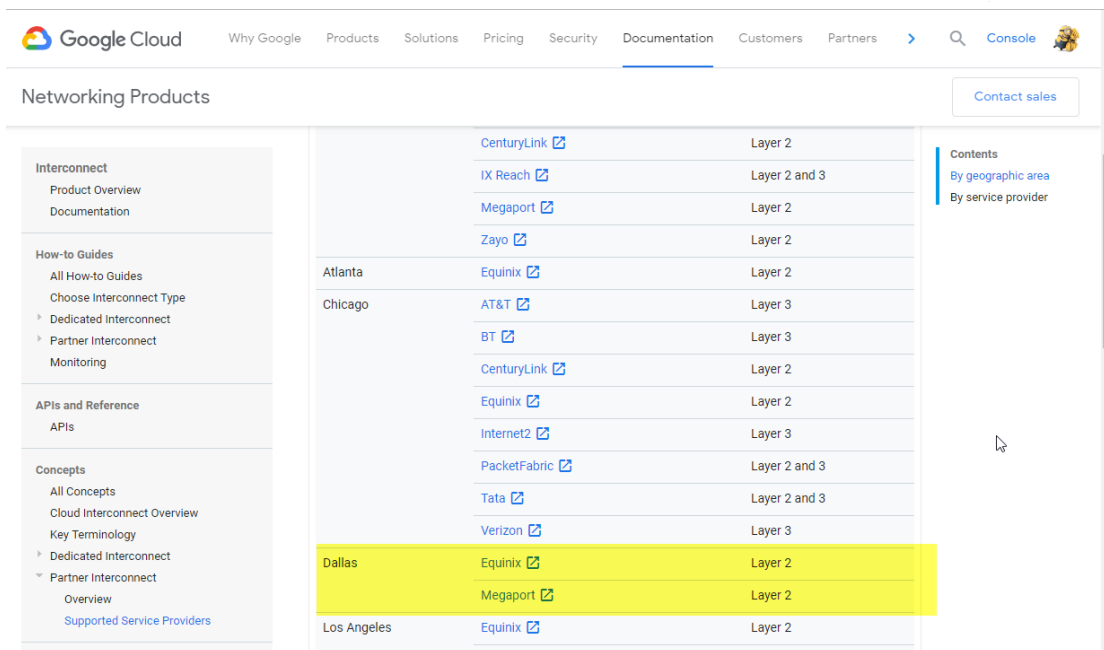 Google Cloud Why Google Products Solutions Pricing Security Documentation Customers Partners Console
Networking Products Contact sales
Interconnect
Product Overview
Documentation
How-to Guides
All How-to Guides
Choose Interconnect Type
Dedicated Interconnect
Partner Interconnect
Monitoring
APIs and Reference
APIs
Concepts
All Concepts
Cloud Interconnect Overview
Key Terminology
Dedicated Interconnect
Partner Interconnect
Overview
Supported Service Providers
CenturyLink Layer 2
IX Reach Layer 2 and 3
Megaport Layer 2
Zayo Layer 2
Atlanta Equinix Layer 2
Chicago AT&T Layer 3
BT Layer 3
CenturyLink Layer 2
Equinix Layer 2
Internet2 Layer 3
PacketFabric Layer 2 and 3
Tata Layer 2 and 3
Verizon Layer 3
Dallas Equinix Layer 2
Megaport Layer 2
Los Angeles Equinix Layer 2
Contents
By geographic area
By service provider